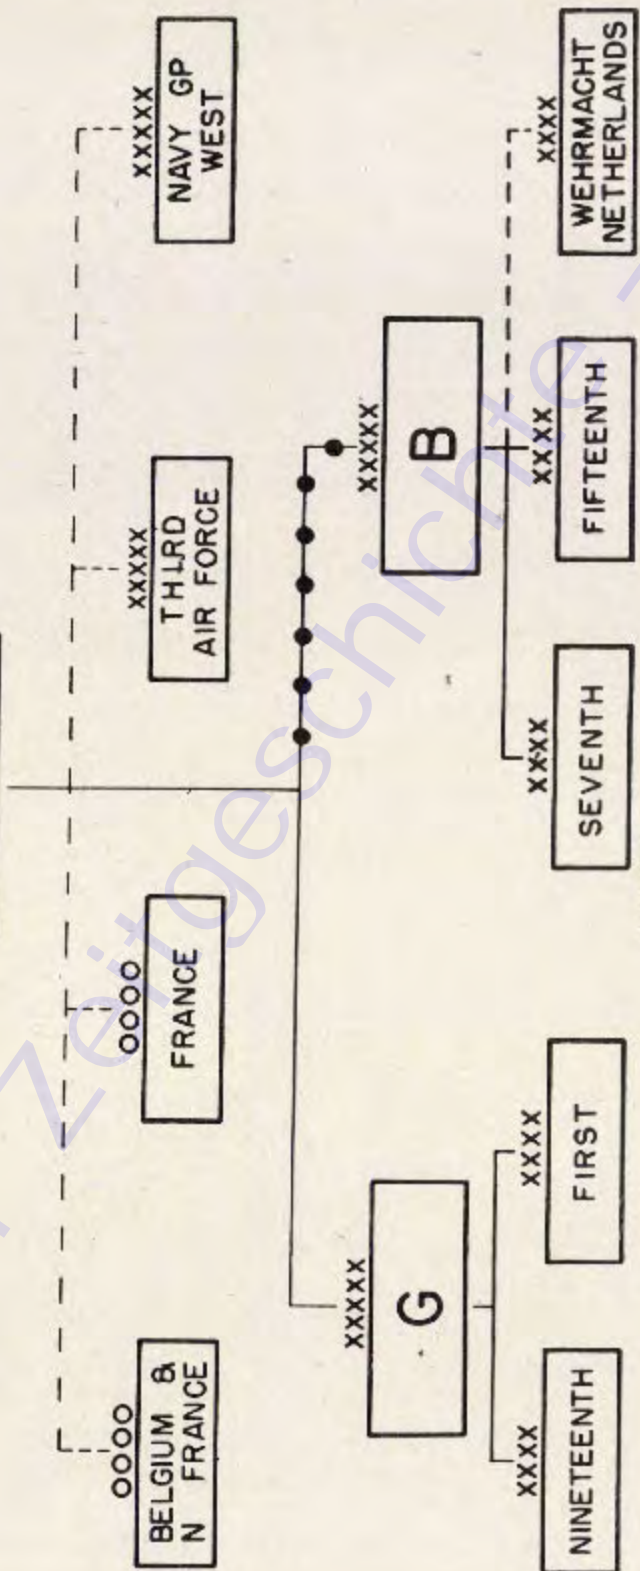 OOOO
BELGIUM &
N FRANCE
OOOO
FRANCE
XXXXX
THIRD
AIR FORCE
XXXXX
NAVY GP
WEST
XXXXX
G
XXXXX
B
XXXX
NINETEENTH
XXXX
FIRST
XXXX
SEVENTH
XXXX
FIFTEENTH
XXXX
WEHRMACHT
NETHERLANDS
Zeitgeschichte -